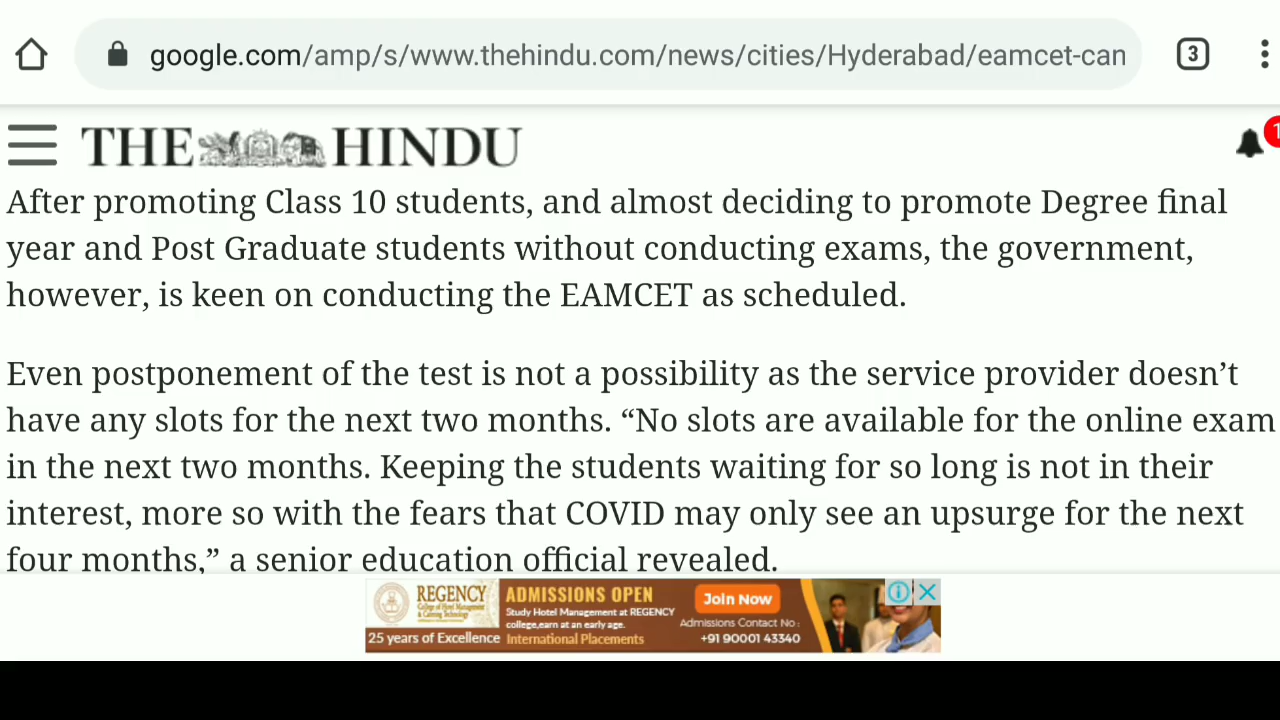 google.com/amp/s/www.thehindu.com/news/cities/Hyderabad/eamcet-can
3
THE HINDU
1
After promoting Class 10 students, and almost deciding to promote Degree final
year and Post Graduate students without conducting exams, the government,
however, is keen on conducting the EAMCET as scheduled.
Even postponement of the test is not a possibility as the service provider doesn’t
have any slots for the next two months. “No slots are available for the online exam
in the next two months. Keeping the students waiting for so long is not in their
interest, more so with the fears that COVID may only see an upsurge for the next
four months,” a senior education official revealed.
REGENCY
25 years of Excellence
ADMISSIONS OPEN
Study Hotel Management at REGENCY
college,earn at an early age.
International Placements
Join Now
Admissions Contact No :
+91 90001 43340